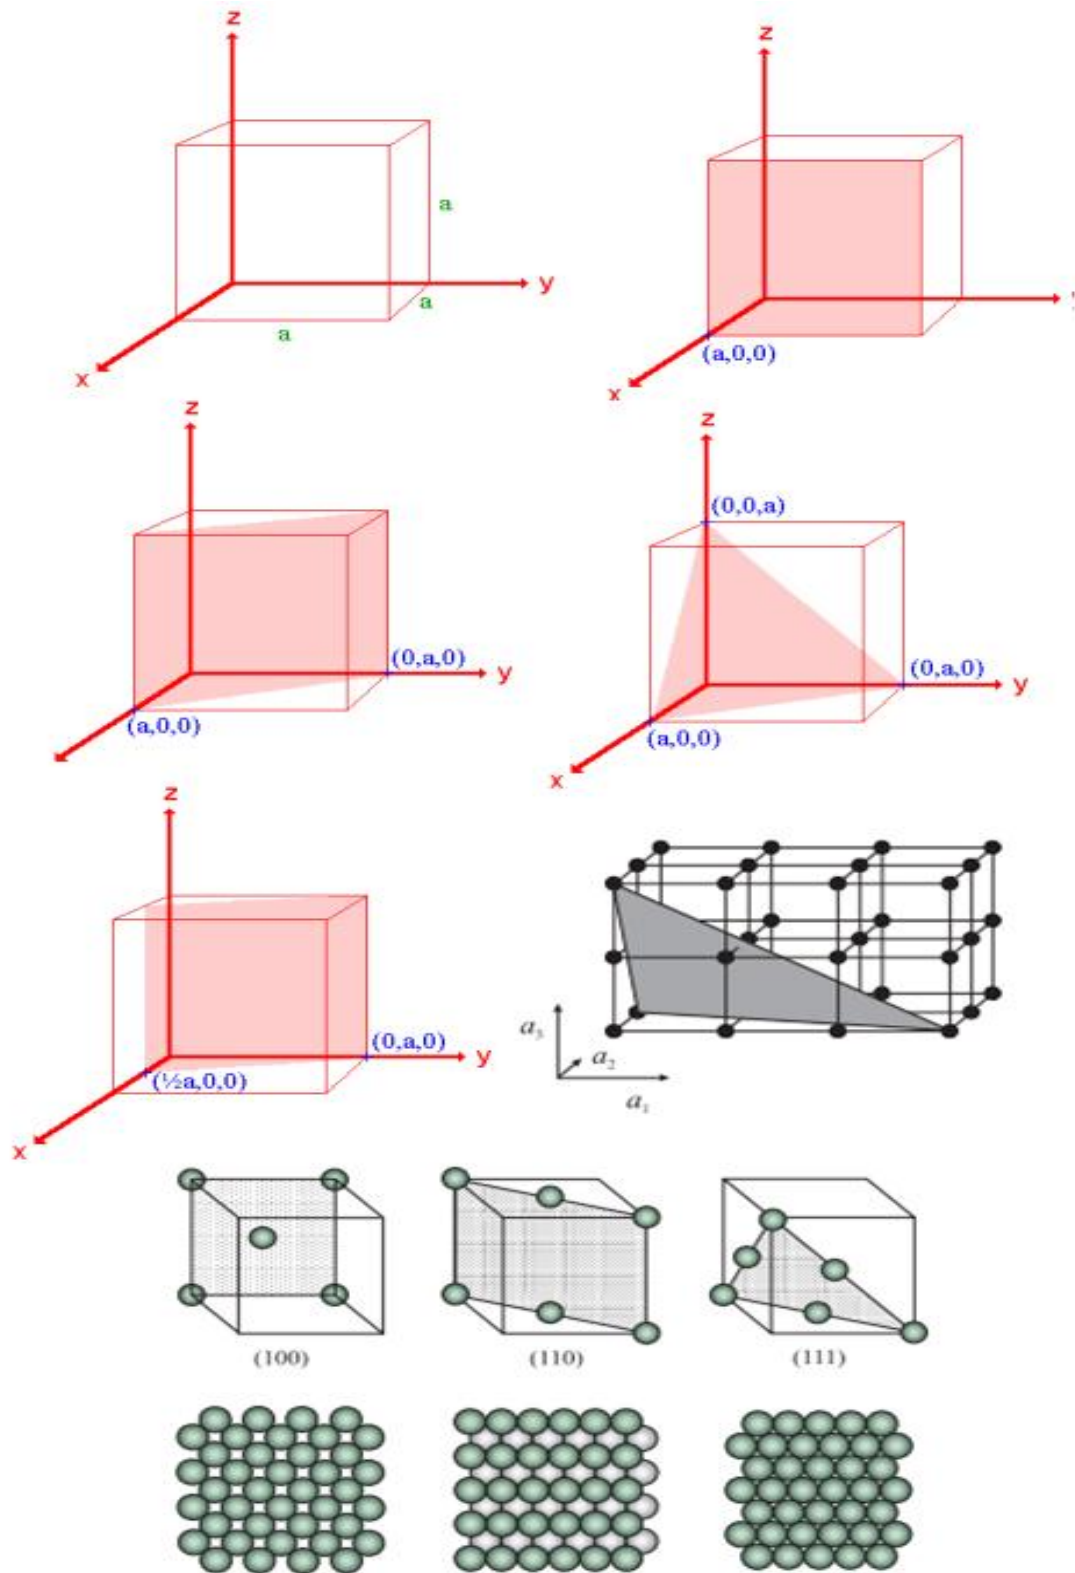 z
a
a
a
y
x
z
(a,0,0)
x
z
(0,a,0)
y
(a,0,0)
z
(0,0,a)
(0,a,0)
y
(a,0,0)
x
z
(0,a,0)
y
(½a,0,0)
x
a₃
a₂
a₁
(100)
(110)
(111)